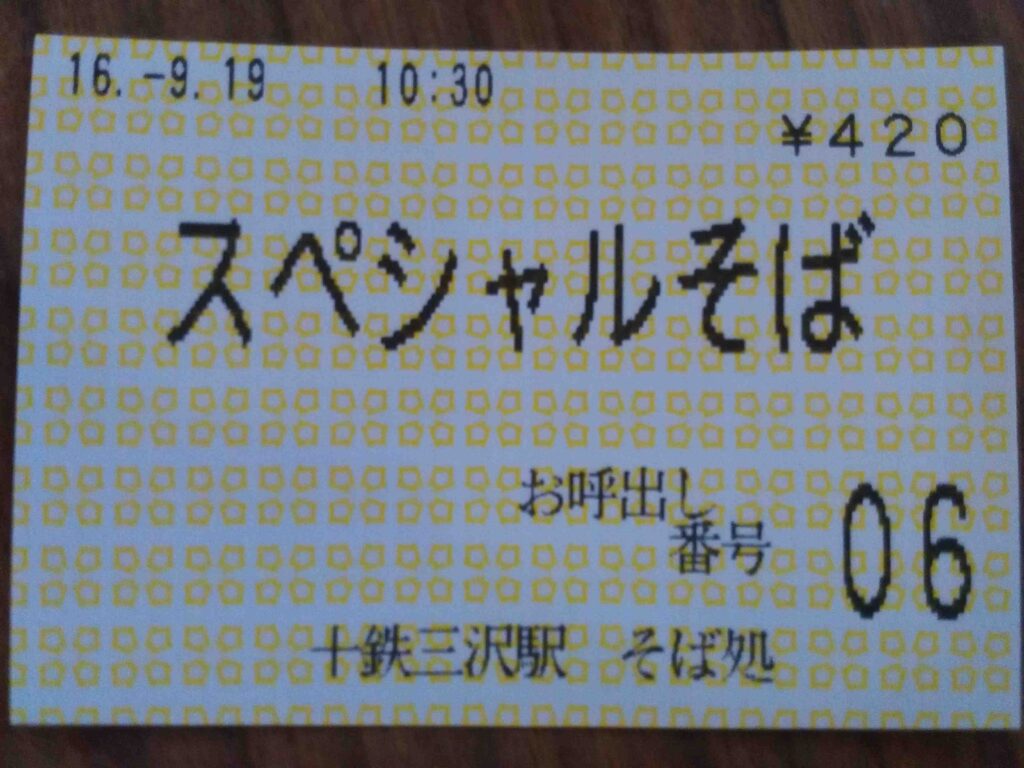 16.-9.19 10:30
¥420
スペシャルそば
お呼出し
番号 06
十鉄三沢駅 そば処